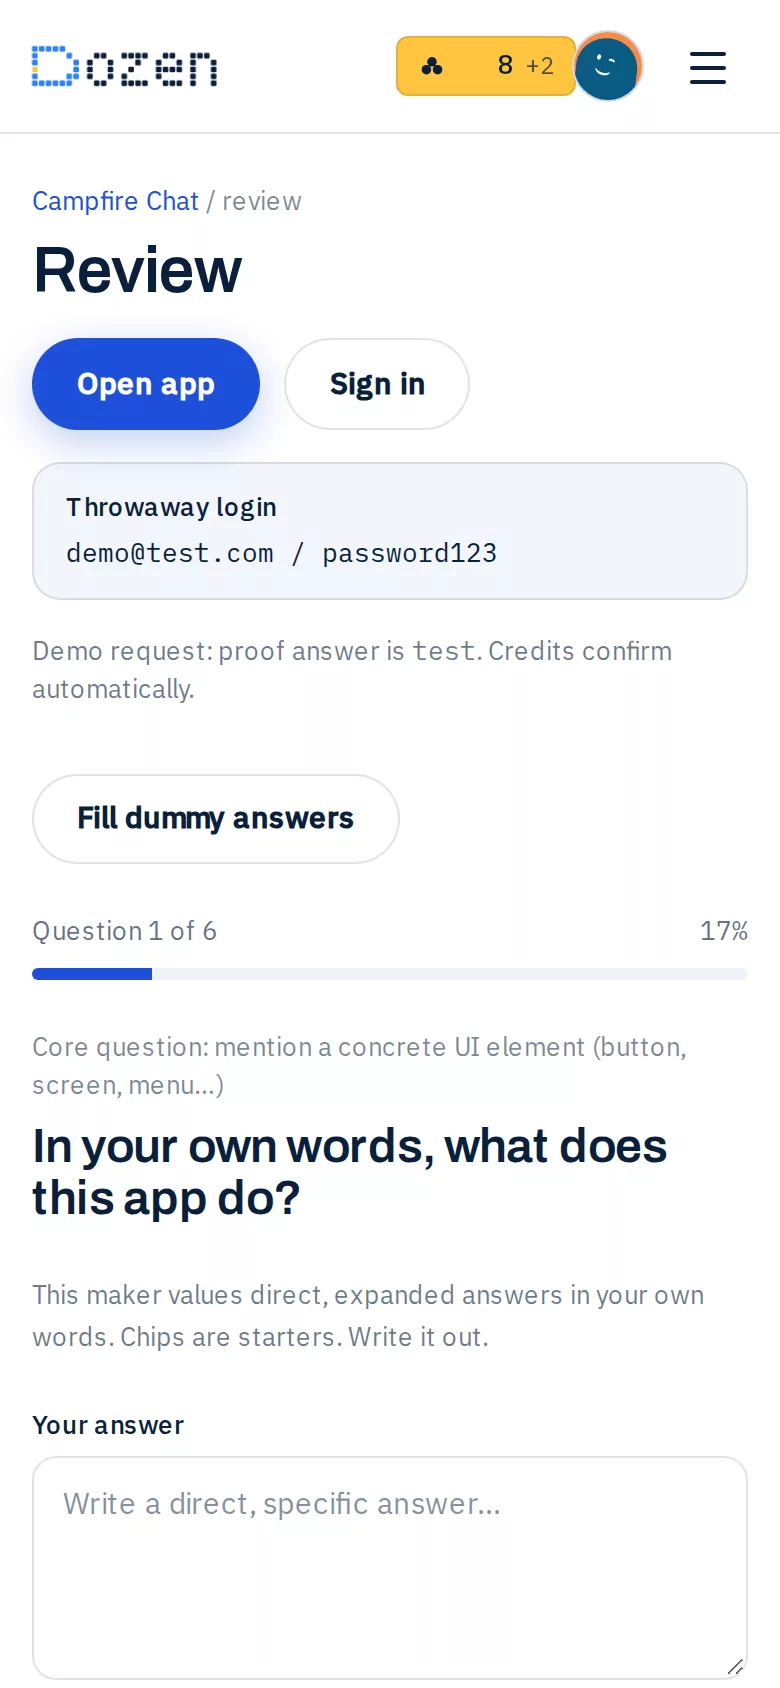 Dozen
8 +2
Campfire Chat / review
Review
Open app
Sign in
Throwaway login
demo@test.com / password123
Demo request: proof answer is test. Credits confirm
automatically.
Fill dummy answers
Question 1 of 6
17%
Core question: mention a concrete UI element (button,
screen, menu...)
In your own words, what does
this app do?
This maker values direct, expanded answers in your own
words. Chips are starters. Write it out.
Your answer
Write a direct, specific answer...